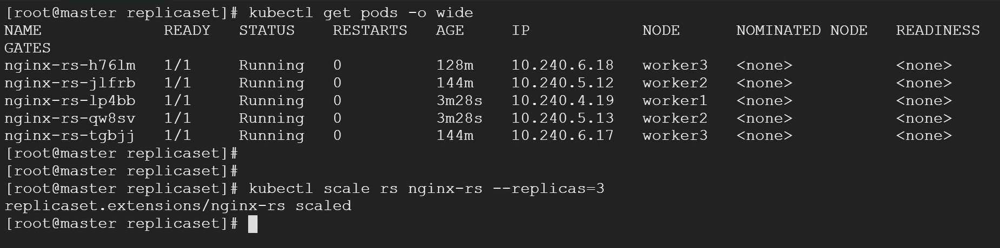 [root@master replicaset]# kubectl get pods -o wide
NAME             READY   STATUS    RESTARTS   AGE     IP            NODE      NOMINATED NODE   READINESS
GATES
nginx-rs-h76lm   1/1     Running   0          128m    10.240.6.18   worker3   <none>           <none>
nginx-rs-jlfrb   1/1     Running   0          144m    10.240.5.12   worker2   <none>           <none>
nginx-rs-lp4bb   1/1     Running   0          3m28s   10.240.4.19   worker1   <none>           <none>
nginx-rs-qw8sv   1/1     Running   0          3m28s   10.240.5.13   worker2   <none>           <none>
nginx-rs-tgbjj   1/1     Running   0          144m    10.240.6.17   worker3   <none>           <none>
[root@master replicaset]#
[root@master replicaset]#
[root@master replicaset]# kubectl scale rs nginx-rs --replicas=3
replicaset.extensions/nginx-rs scaled
[root@master replicaset]#